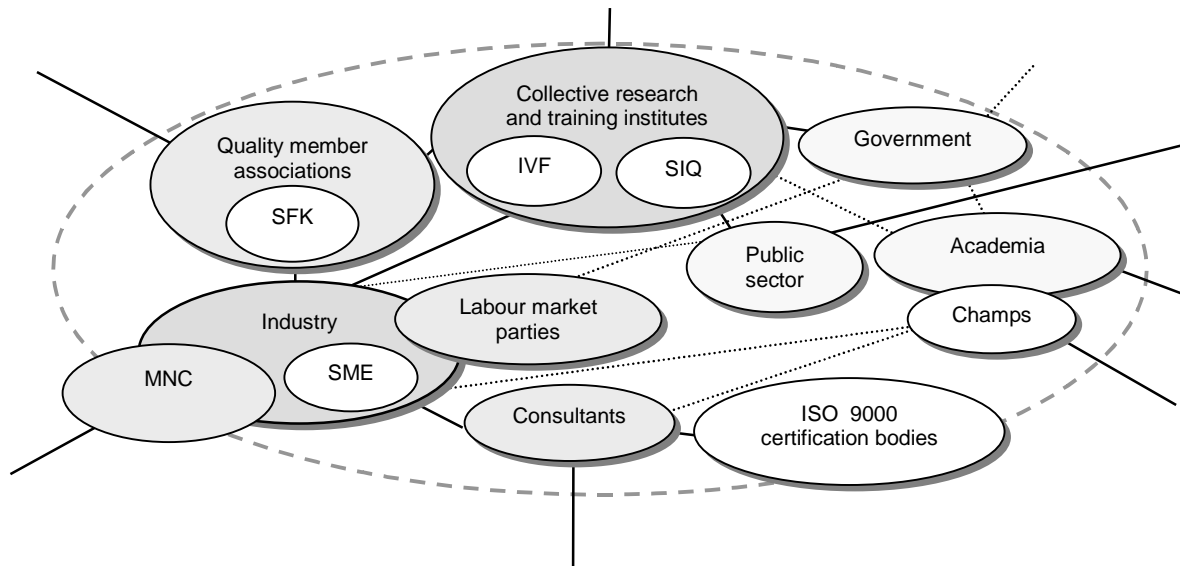 Collective research
and training institutes
IVF
SIQ
Quality member
associations
SFK
Government
Public
sector
Academia
Champs
Labour market
parties
Industry
SME
MNC
Consultants
ISO 9000
certification bodies